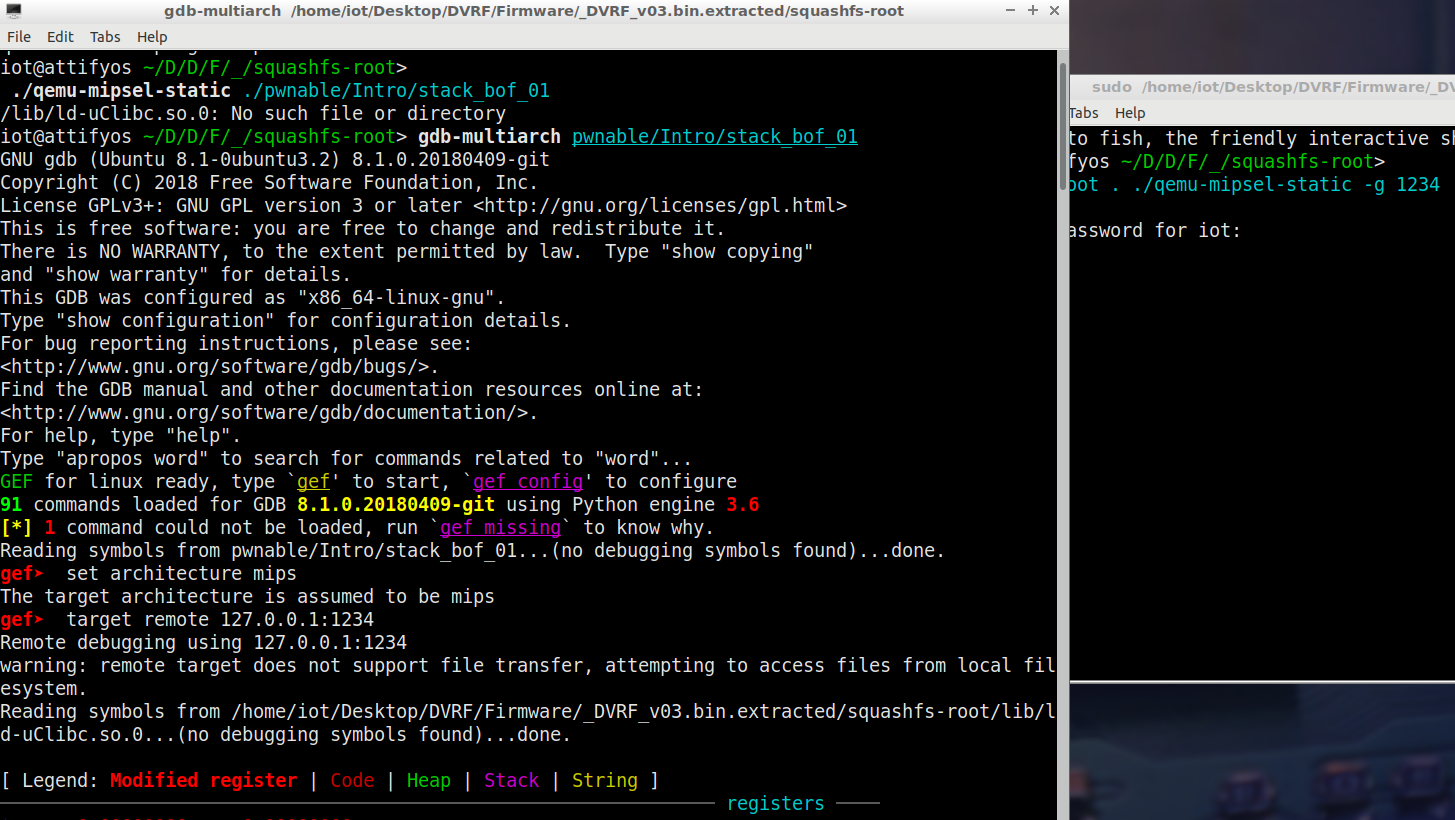 gdb-multiarch /home/iot/Desktop/DVRF/Firmware/_DVRF_v03.bin.extracted/squashfs-root
File Edit Tabs Help
iot@attifyos ~/D/D/F/_/squashfs-root>
./qemu-mipsel-static ./pwnable/Intro/stack_bof_01
/lib/ld-uClibc.so.0: No such file or directory
iot@attifyos ~/D/D/F/_/squashfs-root> gdb-multiarch pwnable/Intro/stack_bof_01
GNU gdb (Ubuntu 8.1-0ubuntu3.2) 8.1.0.20180409-git
Copyright (C) 2018 Free Software Foundation, Inc.
License GPLv3+: GNU GPL version 3 or later <http://gnu.org/licenses/gpl.html>
This is free software: you are free to change and redistribute it.
There is NO WARRANTY, to the extent permitted by law.  Type "show copying"
and "show warranty" for details.
This GDB was configured as "x86_64-linux-gnu".
Type "show configuration" for configuration details.
For bug reporting instructions, please see:
<http://www.gnu.org/software/gdb/bugs/>.
Find the GDB manual and other documentation resources online at:
<http://www.gnu.org/software/gdb/documentation/>.
For help, type "help".
Type "apropos word" to search for commands related to "word"...
GEF for linux ready, type `gef' to start, `gef config' to configure
91 commands loaded for GDB 8.1.0.20180409-git using Python engine 3.6
[*] 1 command could not be loaded, run `gef missing` to know why.
Reading symbols from pwnable/Intro/stack_bof_01...(no debugging symbols found)...done.
gef➤  set architecture mips
The target architecture is assumed to be mips
gef➤  target remote 127.0.0.1:1234
Remote debugging using 127.0.0.1:1234
warning: remote target does not support file transfer, attempting to access files from local fil
esystem.
Reading symbols from /home/iot/Desktop/DVRF/Firmware/_DVRF_v03.bin.extracted/squashfs-root/lib/l
d-uClibc.so.0...(no debugging symbols found)...done.
[ Legend: Modified register | Code | Heap | Stack | String ]
registers
sudo /home/iot/Desktop/DVRF/Firmware/_DV
Tabs Help
to fish, the friendly interactive sh
fyos ~/D/D/F/_/squashfs-root>
oot . ./qemu-mipsel-static -g 1234
assword for iot: